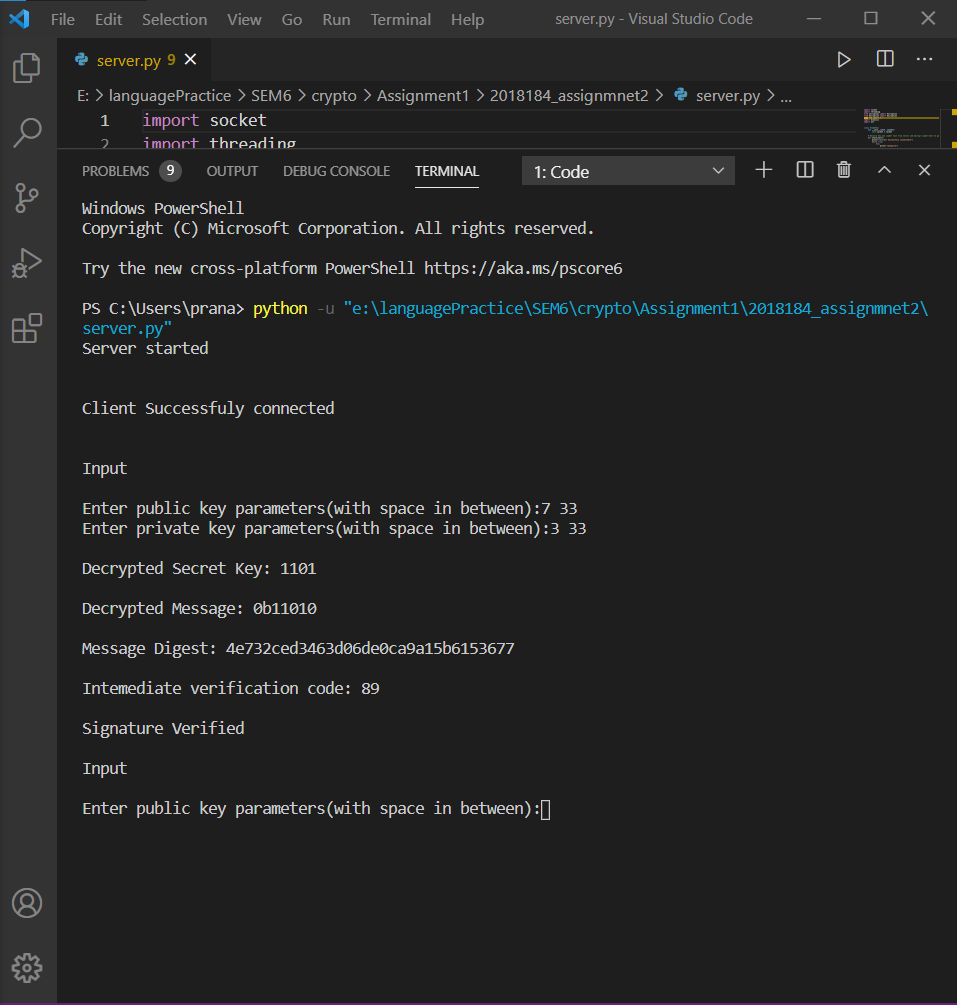 File Edit Selection View Go Run Terminal Help server.py - Visual Studio Code
server.py 9
E: > languagePractice > SEM6 > crypto > Assignment1 > 2018184_assignmnet2 > server.py > ...
1 import socket
2 import threading
PROBLEMS 9 OUTPUT DEBUG CONSOLE TERMINAL 1: Code
Windows PowerShell
Copyright (C) Microsoft Corporation. All rights reserved.
Try the new cross-platform PowerShell https://aka.ms/pscore6
PS C:\Users\prana> python -u "e:\languagePractice\SEM6\crypto\Assignment1\2018184_assignmnet2\
server.py"
Server started
Client Successfuly connected
Input
Enter public key parameters(with space in between):7 33
Enter private key parameters(with space in between):3 33
Decrypted Secret Key: 1101
Decrypted Message: 0b11010
Message Digest: 4e732ced3463d06de0ca9a15b6153677
Intemediate verification code: 89
Signature Verified
Input
Enter public key parameters(with space in between):